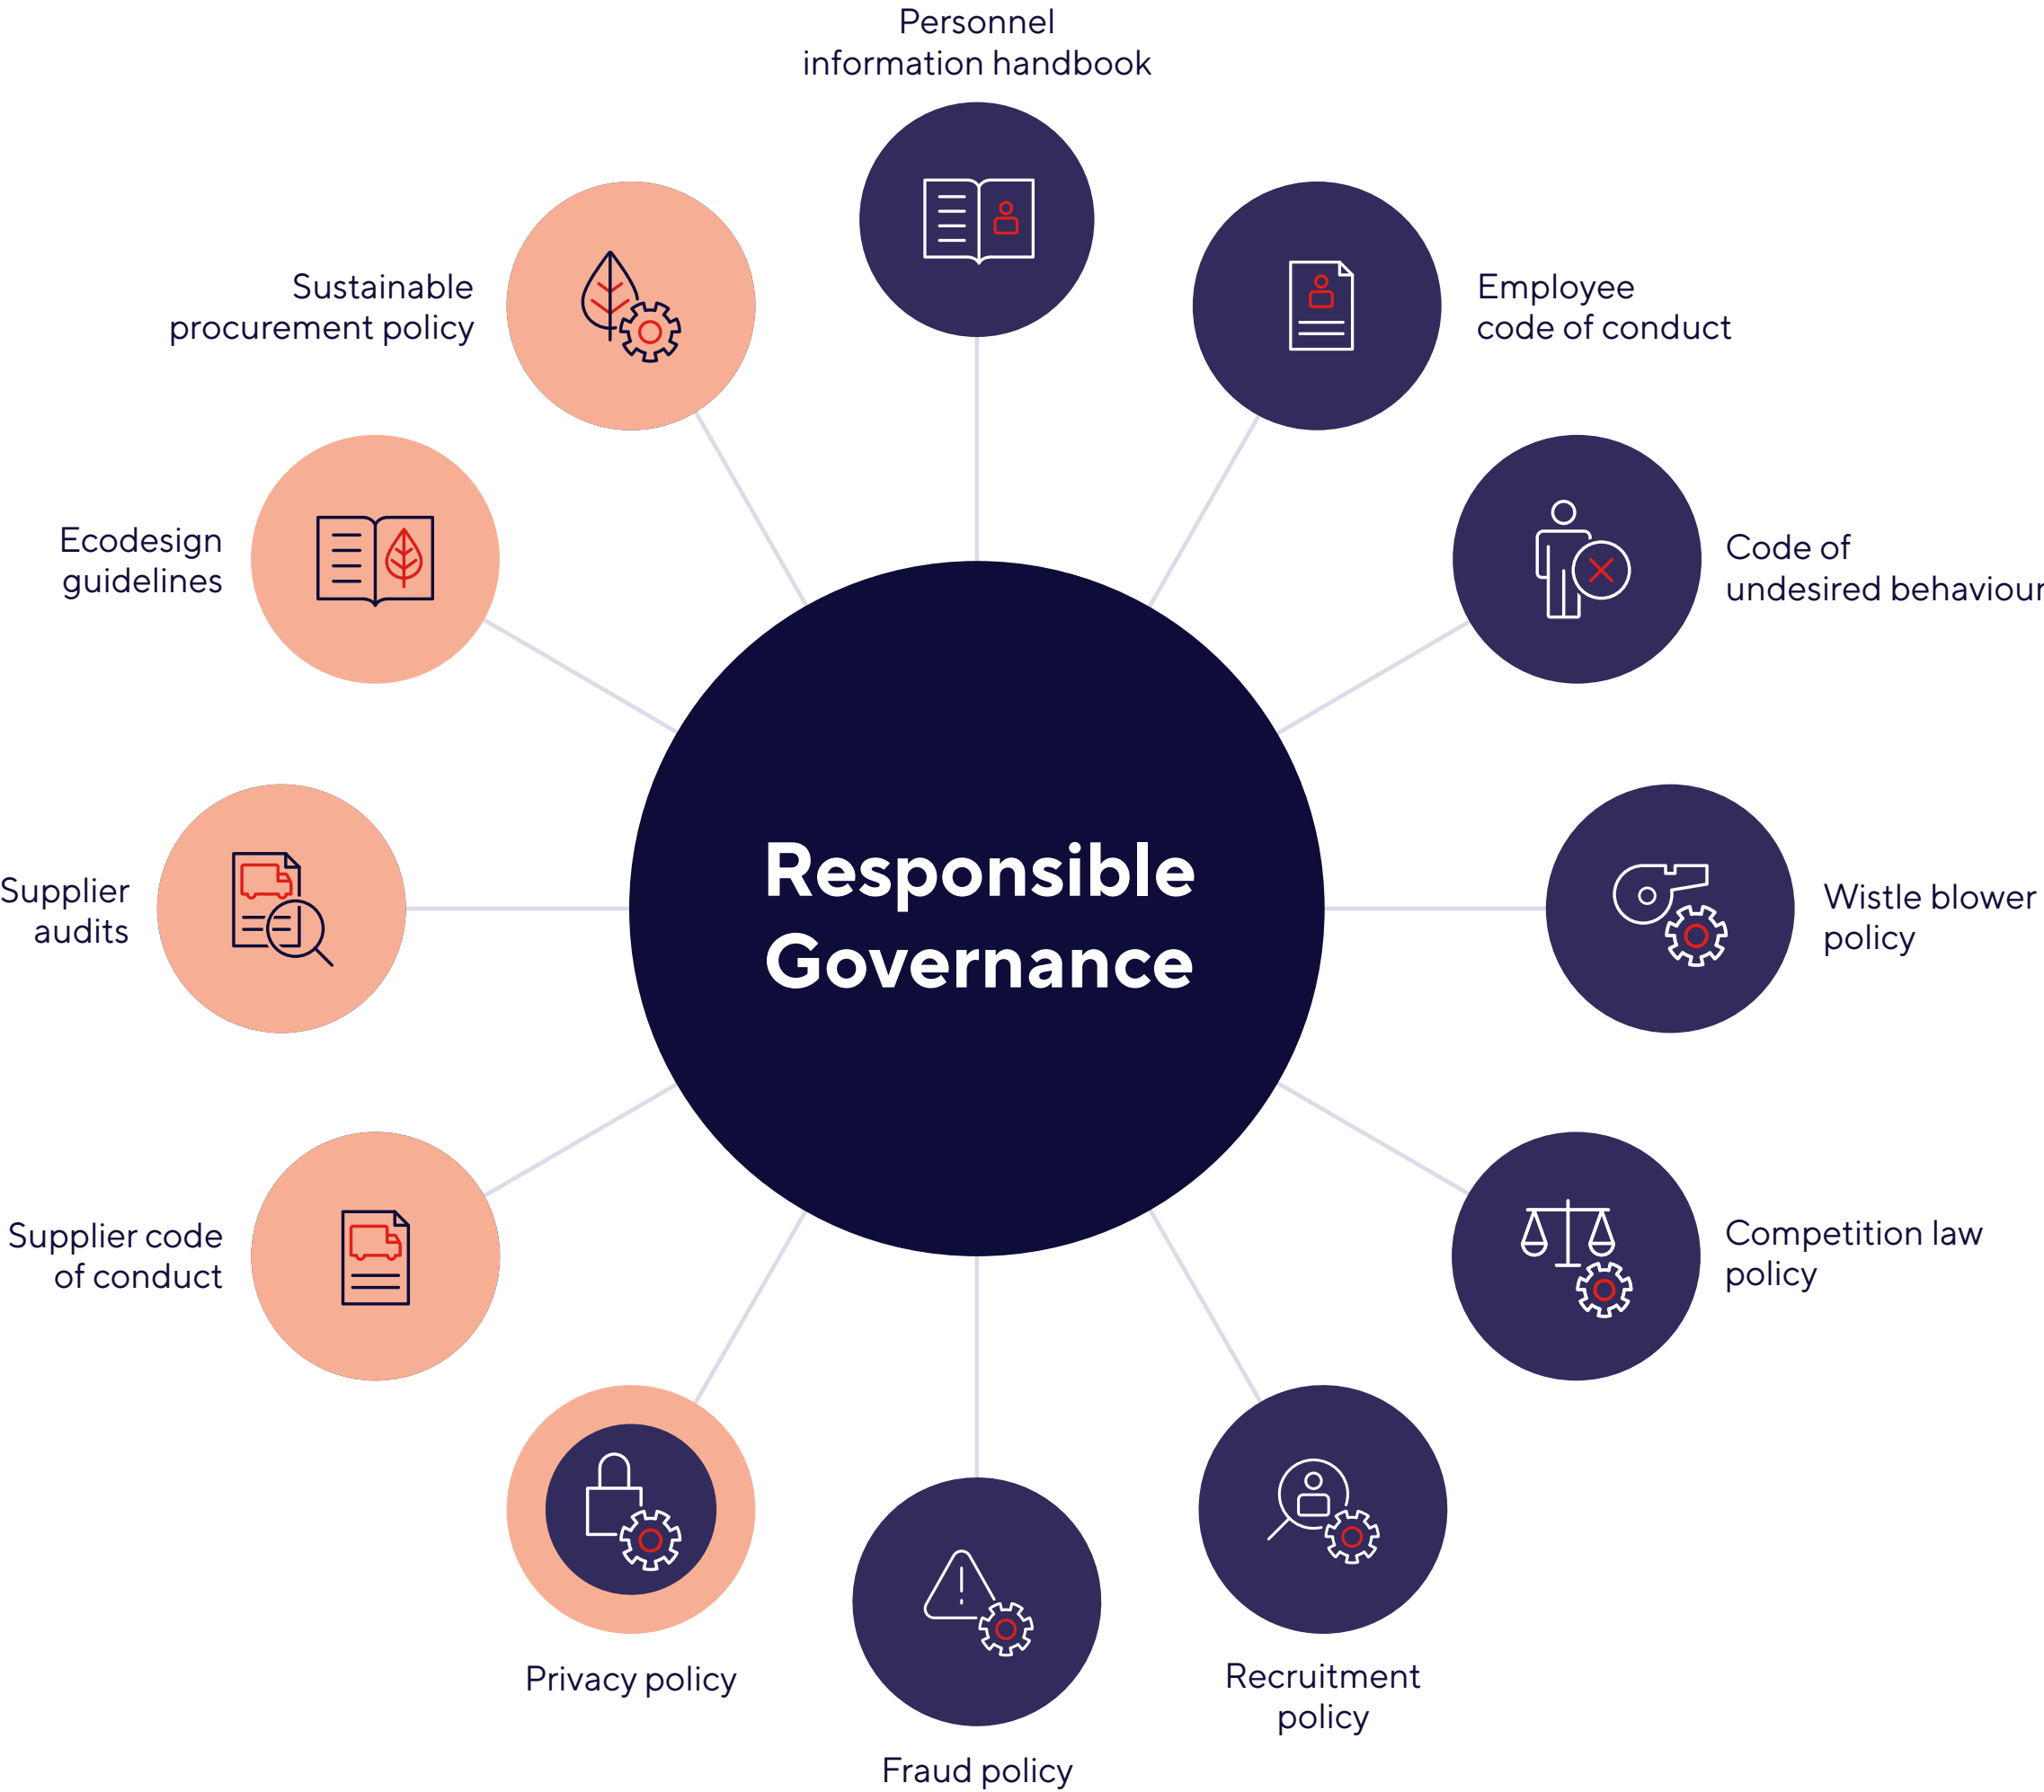 Personnel
information handbook
Employee
code of conduct
Code of
undesired behaviour
Wistle blower
policy
Competition law
policy
Recruitment
policy
Fraud policy
Privacy policy
Supplier code
of conduct
Supplier
audits
Ecodesign
guidelines
Sustainable
procurement policy
Responsible
Governance